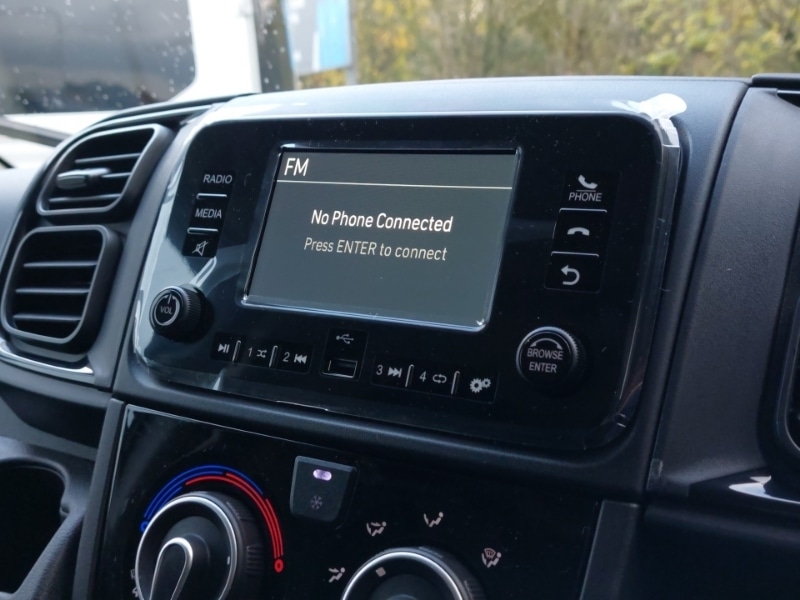 FM
No Phone Connected
Press ENTER to connect
RADIO
MEDIA
VOL
PHONE
1
2
3
4
BROWSE
ENTER